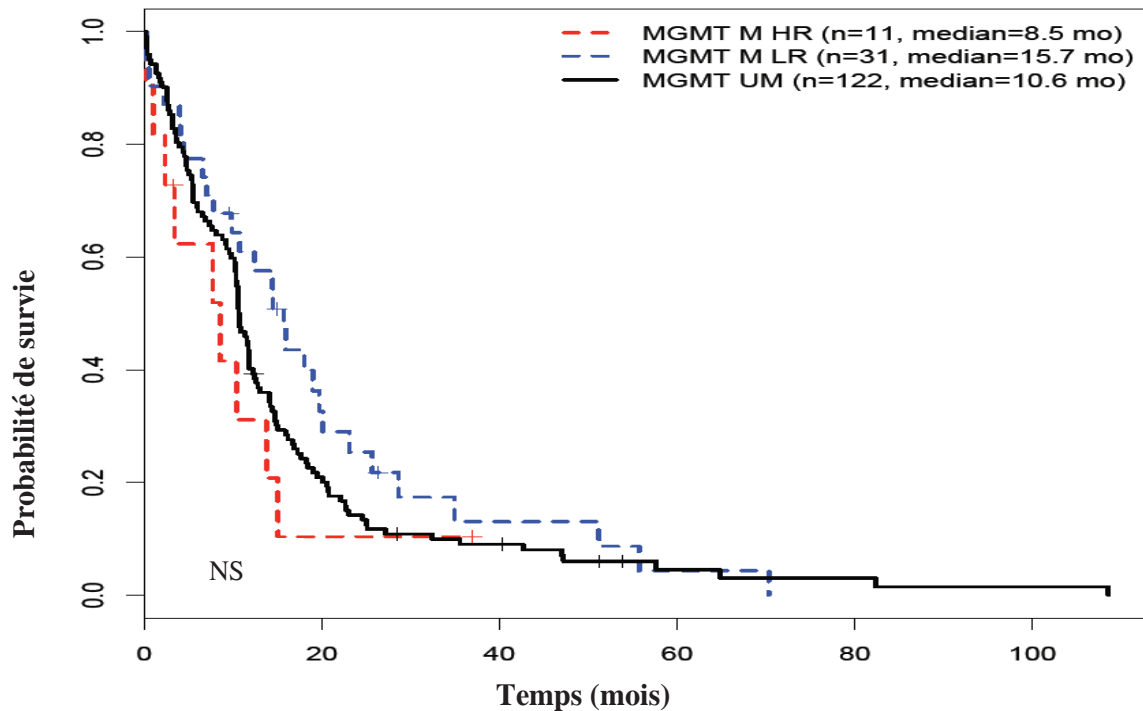 MGMT M HR (n=11, median=8.5 mo)
MGMT M LR (n=31, median=15.7 mo)
MGMT UM (n=122, median=10.6 mo)
Probabilité de survie
1.0
0.8
0.6
0.4
0.2
0.0
NS
0 20 40 60 80 100
Temps (mois)